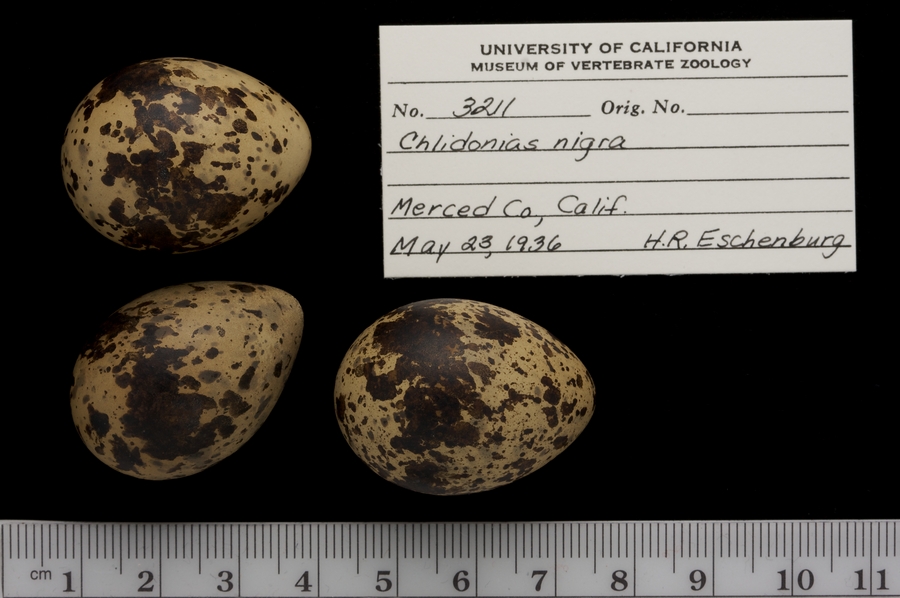 UNIVERSITY OF CALIFORNIA
MUSEUM OF VERTEBRATE ZOOLOGY
No. 3211 Orig. No.
Chlidonias nigra
Merced Co., Calif.
May 23, 1936 H.R. Eschenburg
cm 1 2 3 4 5 6 7 8 9 10 11